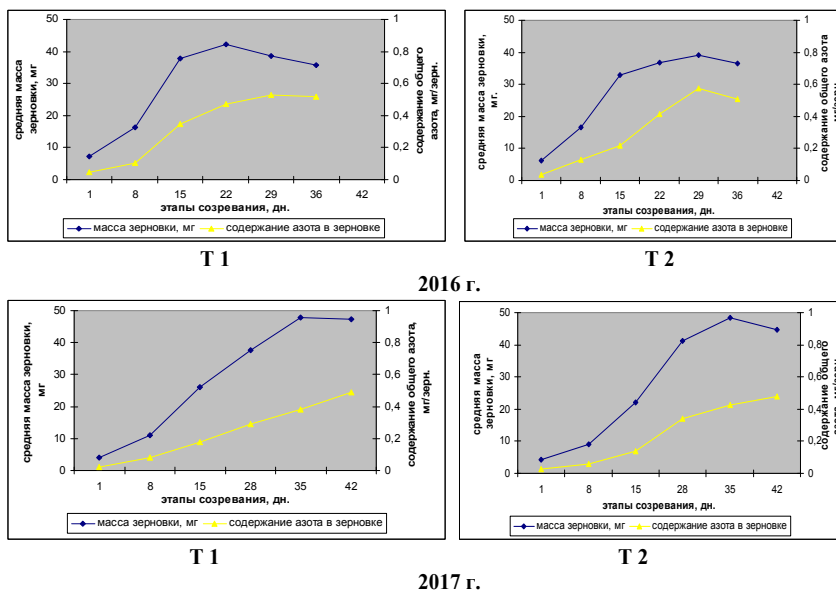 50
40
30
20
10
0
1
0,8
0,6
0,4
0,2
0
средняя масса
зерновки, мг
содержание общего
азота, мг/зерн.
1 8 15 22 29 36 42
этапы созревания, дн.
масса зерновки, мг содержание азота в зерновке
50
40
30
20
10
0
1
0,8
0,6
0,4
0,2
0
средняя масса зерновки,
мг.
содержание общего азота
мг/зерн
1 8 15 22 29 36 42
этапы созревания, дн.
масса зерновки, мг содержание азота в зерновке
Т 1 Т 2
2016 г.
50
40
30
20
10
0
1
0,8
0,6
0,4
0,2
0
средняя масса зерновки,
мг
содержание общего азота,
мг/зерн.
1 8 15 28 35 42
этапы созревания, дн.
масса зерновки, мг содержание азота в зерновке
50
40
30
20
10
0
1
0,8
0,6
0,4
0,2
0
средняя масса
зерновки, мг
содержание общего
1 8 15 28 35 42
этапы созревания, дн.
масса зерновки, мг содержание азота в зерновке
Т 1 Т 2
2017 г.